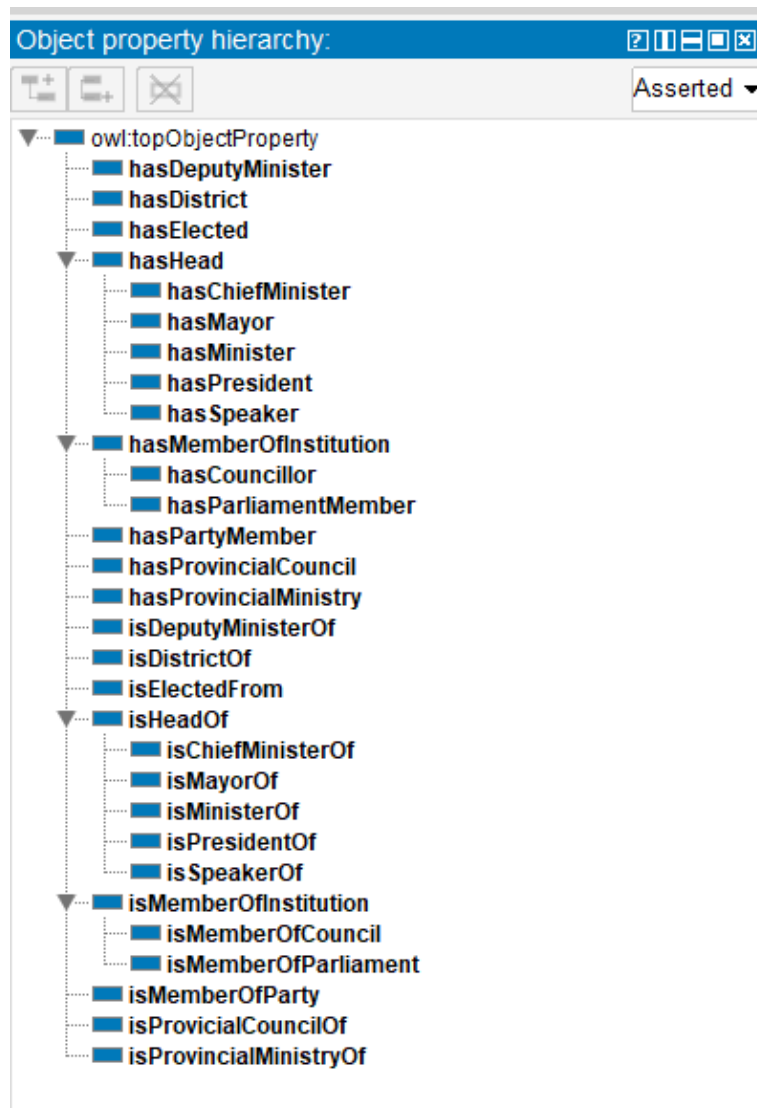 Object property hierarchy:
Asserted
owl:topObjectProperty
hasDeputyMinister
hasDistrict
hasElected
hasHead
hasChiefMinister
hasMayor
hasMinister
hasPresident
hasSpeaker
hasMemberOfInstitution
hasCouncillor
hasParliamentMember
hasPartyMember
hasProvincialCouncil
hasProvincialMinistry
isDeputyMinisterOf
isDistrictOf
isElectedFrom
isHeadOf
isChiefMinisterOf
isMayorOf
isMinisterOf
isPresidentOf
isSpeakerOf
isMemberOfInstitution
isMemberOfCouncil
isMemberOfParliament
isMemberOfParty
isProvicialCouncilOf
isProvincialMinistryOf